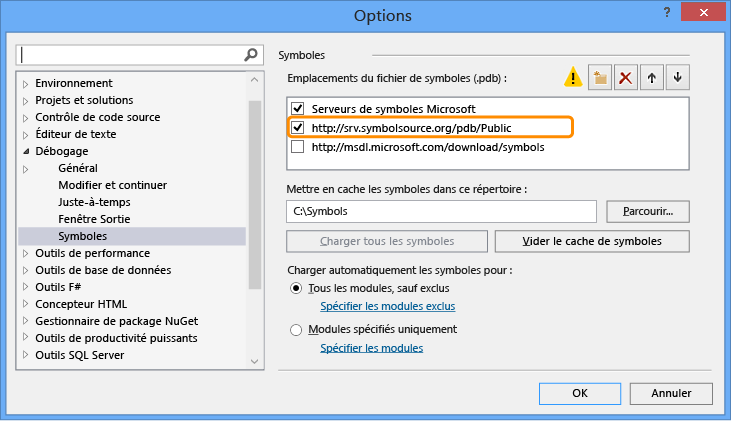 Options
?
Environnement
Projets et solutions
Contrôle de code source
Éditeur de texte
Débogage
Général
Modifier et continuer
Juste-à-temps
Fenêtre Sortie
Symboles
Outils de performance
Outils de base de données
Outils F#
Concepteur HTML
Gestionnaire de package NuGet
Outils de productivité puissants
Outils SQL Server
Symboles
Emplacements du fichier de symboles (.pdb) :
Serveurs de symboles Microsoft
http://srv.symbolsource.org/pdb/Public
http://msdl.microsoft.com/download/symbols
Mettre en cache les symboles dans ce répertoire :
C:\Symbols
Parcourir...
Charger tous les symboles
Vider le cache de symboles
Charger automatiquement les symboles pour :
Tous les modules, sauf exclus
Spécifier les modules exclus
Modules spécifiés uniquement
Spécifier les modules
OK
Annuler